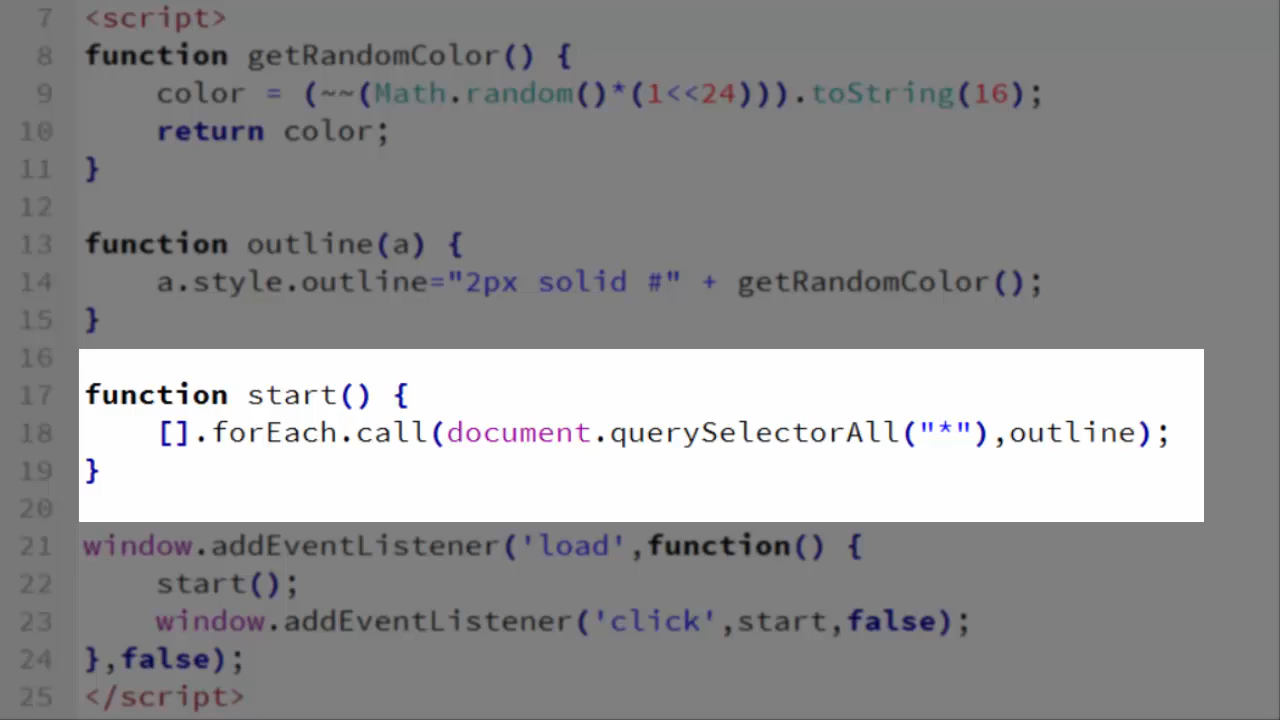 7 <script>
8 function getRandomColor() {
9 color = (~~(Math.random()*(1<<24))).toString(16);
10 return color;
11 }
12
13 function outline(a) {
14 a.style.outline="2px solid #" + getRandomColor();
15 }
16
17 function start() {
18 [].forEach.call(document.querySelectorAll("*"),outline);
19 }
20
21 window.addEventListener('load',function() {
22 start();
23 window.addEventListener('click',start,false);
24 },false);
25 </script>